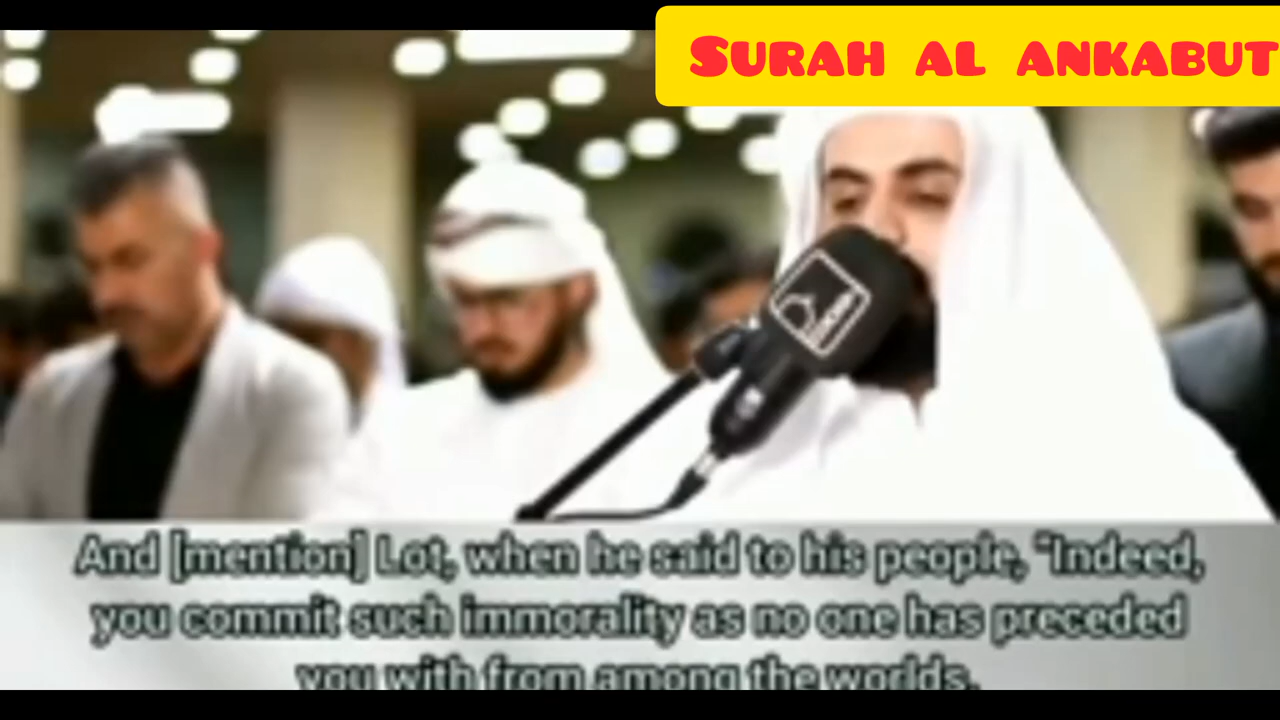 SURAH AL ANKABUT
And [mention] Lot, when he said to his people, "Indeed,
you commit such immorality as no one has preceded
you with from among the worlds.